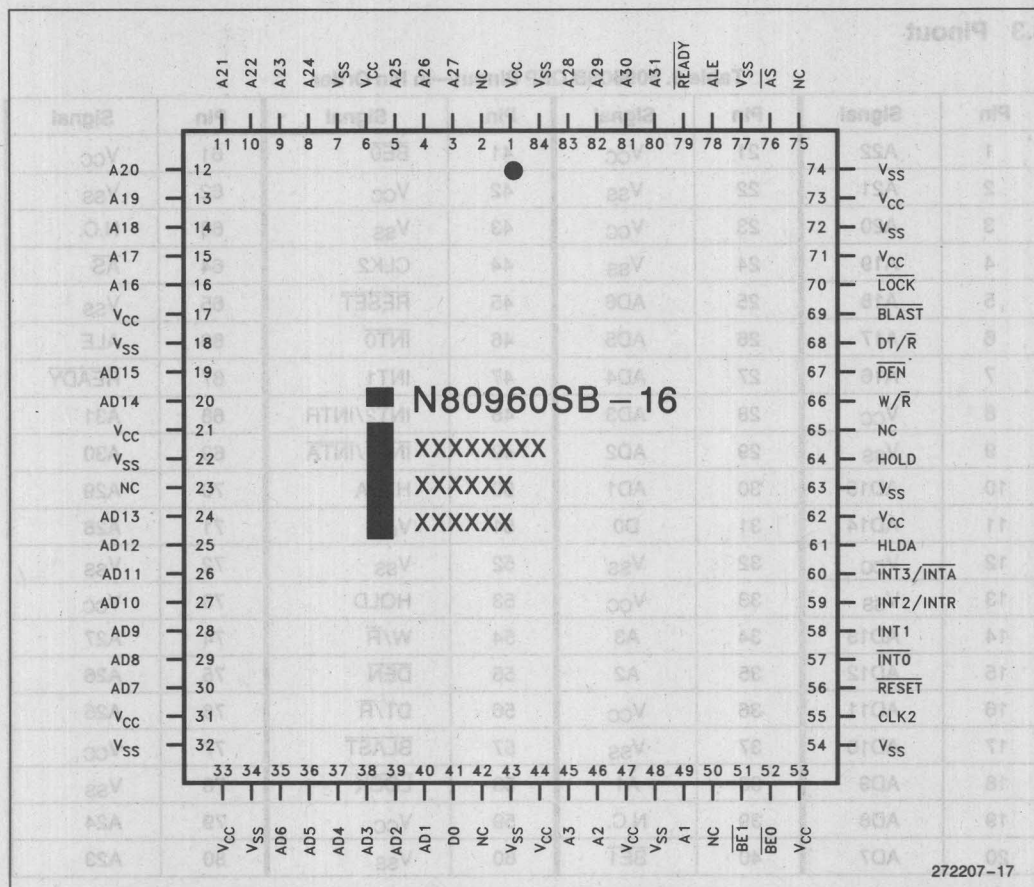 A21 A22 A23 A24 VSS VCC A25 A26 A27 NC VCC VSS A28 A29 A30 A31 READY ALE VSS AS NC
11 10 9 8 7 6 5 4 3 2 1 84 83 82 81 80 79 78 77 76 75
A20 12 74 VSS
A19 13 73 VCC
A18 14 72 VSS
A17 15 71 VCC
A16 16 70 LOCK
VCC 17 69 BLAST
VSS 18 68 DT/R
AD15 19 67 DEN
AD14 20 66 W/R
N80960SB-16
VCC 21 65 NC
VSS 22 64 HOLD
XXXXXXXX
NC 23 63 VSS
XXXXXX
AD13 24 62 VCC
XXXXXX
AD12 25 61 HLDA
AD11 26 60 INT3/INTA
AD10 27 59 INT2/INTR
AD9 28 58 INT1
AD8 29 57 INT0
AD7 30 56 RESET
VCC 31 55 CLK2
VSS 32 54 VSS
33 34 35 36 37 38 39 40 41 42 43 44 45 46 47 48 49 50 51 52 53
VCC VSS AD6 AD5 AD4 AD3 AD2 AD1 D0 NC VSS VCC A3 A2 VCC VSS A1 NC BE1 BE0 VCC
272207-17